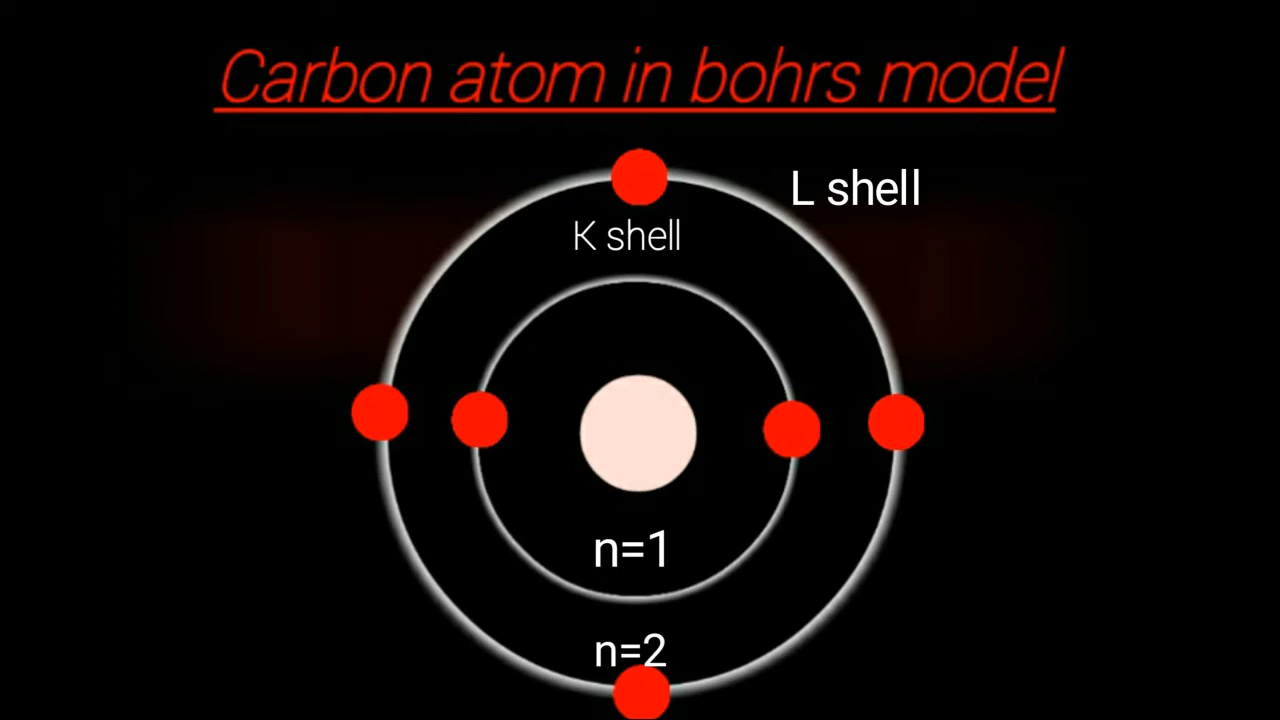 Carbon atom in bohrs model
L shell
K shell
n=1
n=2